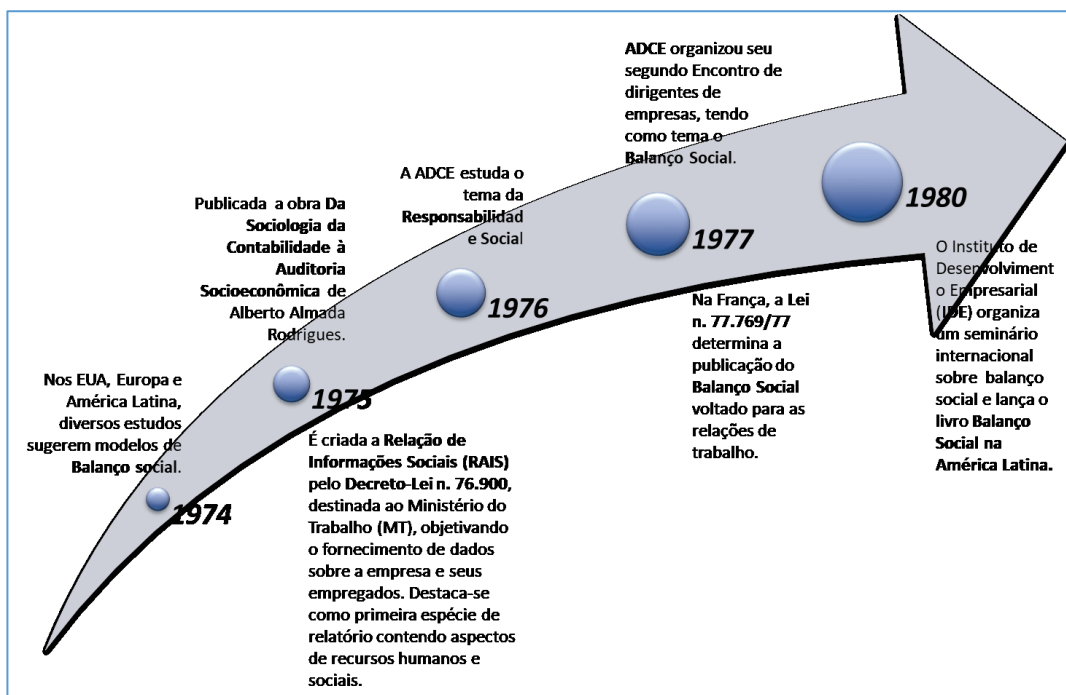 Nos EUA, Europa e
América Latina,
diversos estudos
sugerem modelos de
Balanço social.
1974
Publicada a obra Da
Sociologia da
Contabilidade à
Auditoria
Socioeconômica de
Alberto Almada
Rodrigues.
1975
É criada a Relação de
Informações Sociais (RAIS)
pelo Decreto-Lei n. 76.900,
destinada ao Ministério do
Trabalho (MT), objetivando
o fornecimento de dados
sobre a empresa e seus
empregados. Destaca-se
como primeira espécie de
relatório contendo aspectos
de recursos humanos e
sociais.
A ADCE estuda o
tema da
Responsabilidad
e Social
1976
ADCE organizou seu
segundo Encontro de
dirigentes de
empresas, tendo
como tema o
Balanço Social.
1977
Na França, a Lei
n. 77.769/77
determina a
publicação do
Balanço Social
voltado para as
relações de
trabalho.
1980
O Instituto de
Desenvolviment
o Empresarial
(IDE) organiza
um seminário
internacional
sobre balanço
social e lança o
livro Balanço
Social na
América Latina.